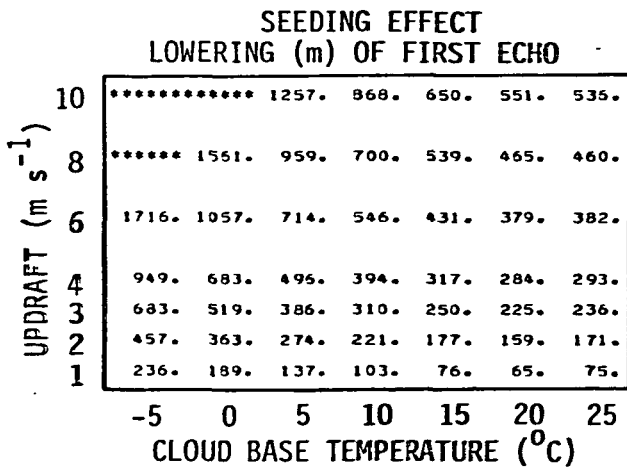 SEEDING EFFECT
LOWERING (m) OF FIRST ECHO
10 ************ 1257. 868. 650. 551. 535.
8 ****** 1561. 959. 700. 539. 465. 460.
6 1716. 1057. 714. 546. 431. 379. 382.
4 949. 683. 496. 394. 317. 284. 293.
3 683. 519. 386. 310. 250. 225. 236.
2 457. 363. 274. 221. 177. 159. 171.
1 236. 189. 137. 103. 76. 65. 75.
UPDRAFT (m s⁻¹)
-5 0 5 10 15 20 25
CLOUD BASE TEMPERATURE (⁰C)